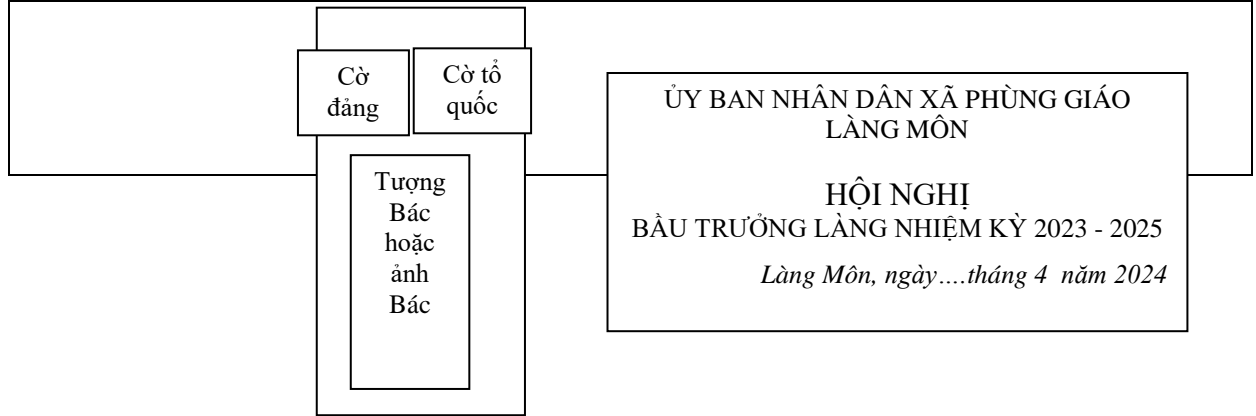 Cờ
đảng
Cờ tổ
quốc
Tượng
Bác
hoặc
ảnh
Bác
ỦY BAN NHÂN DÂN XÃ PHÙNG GIÁO
LÀNG MÔN
HỘI NGHỊ
BẦU TRƯỞNG LÀNG NHIỆM KỲ 2023 - 2025
Làng Môn, ngày….tháng 4 năm 2024